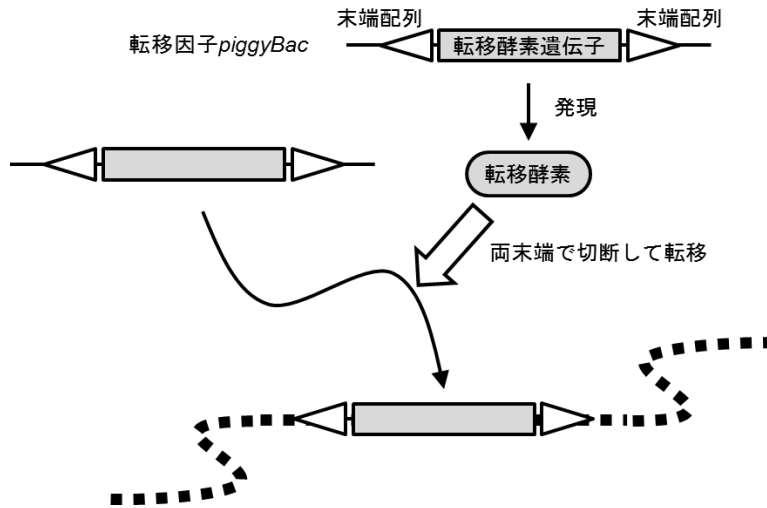 末端配列
末端配列
転移因子piggyBac
転移酵素遺伝子
発現
転移酵素
両末端で切断して転移